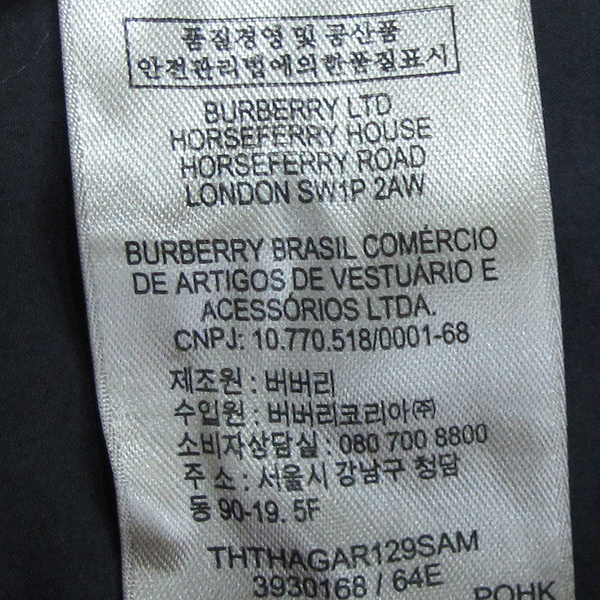 품질경영 및 공산품
안전관리법에의한품질표시
BURBERRY LTD
HORSEFERRY HOUSE
HORSEFERRY ROAD
LONDON SW1P 2AW
BURBERRY BRASIL COMÉRCIO
DE ARTIGOS DE VESTUÁRIO E
ACESSÓRIOS LTDA.
CNPJ: 10.770.518/0001-68
제조원 : 버버리
수입원 : 버버리코리아㈜
소비자상담실 : 080 700 8800
주 소 : 서울시 강남구 청담
동 90-19. 5F
THTHAGAR129SAM
3930168 / 64E
POHK